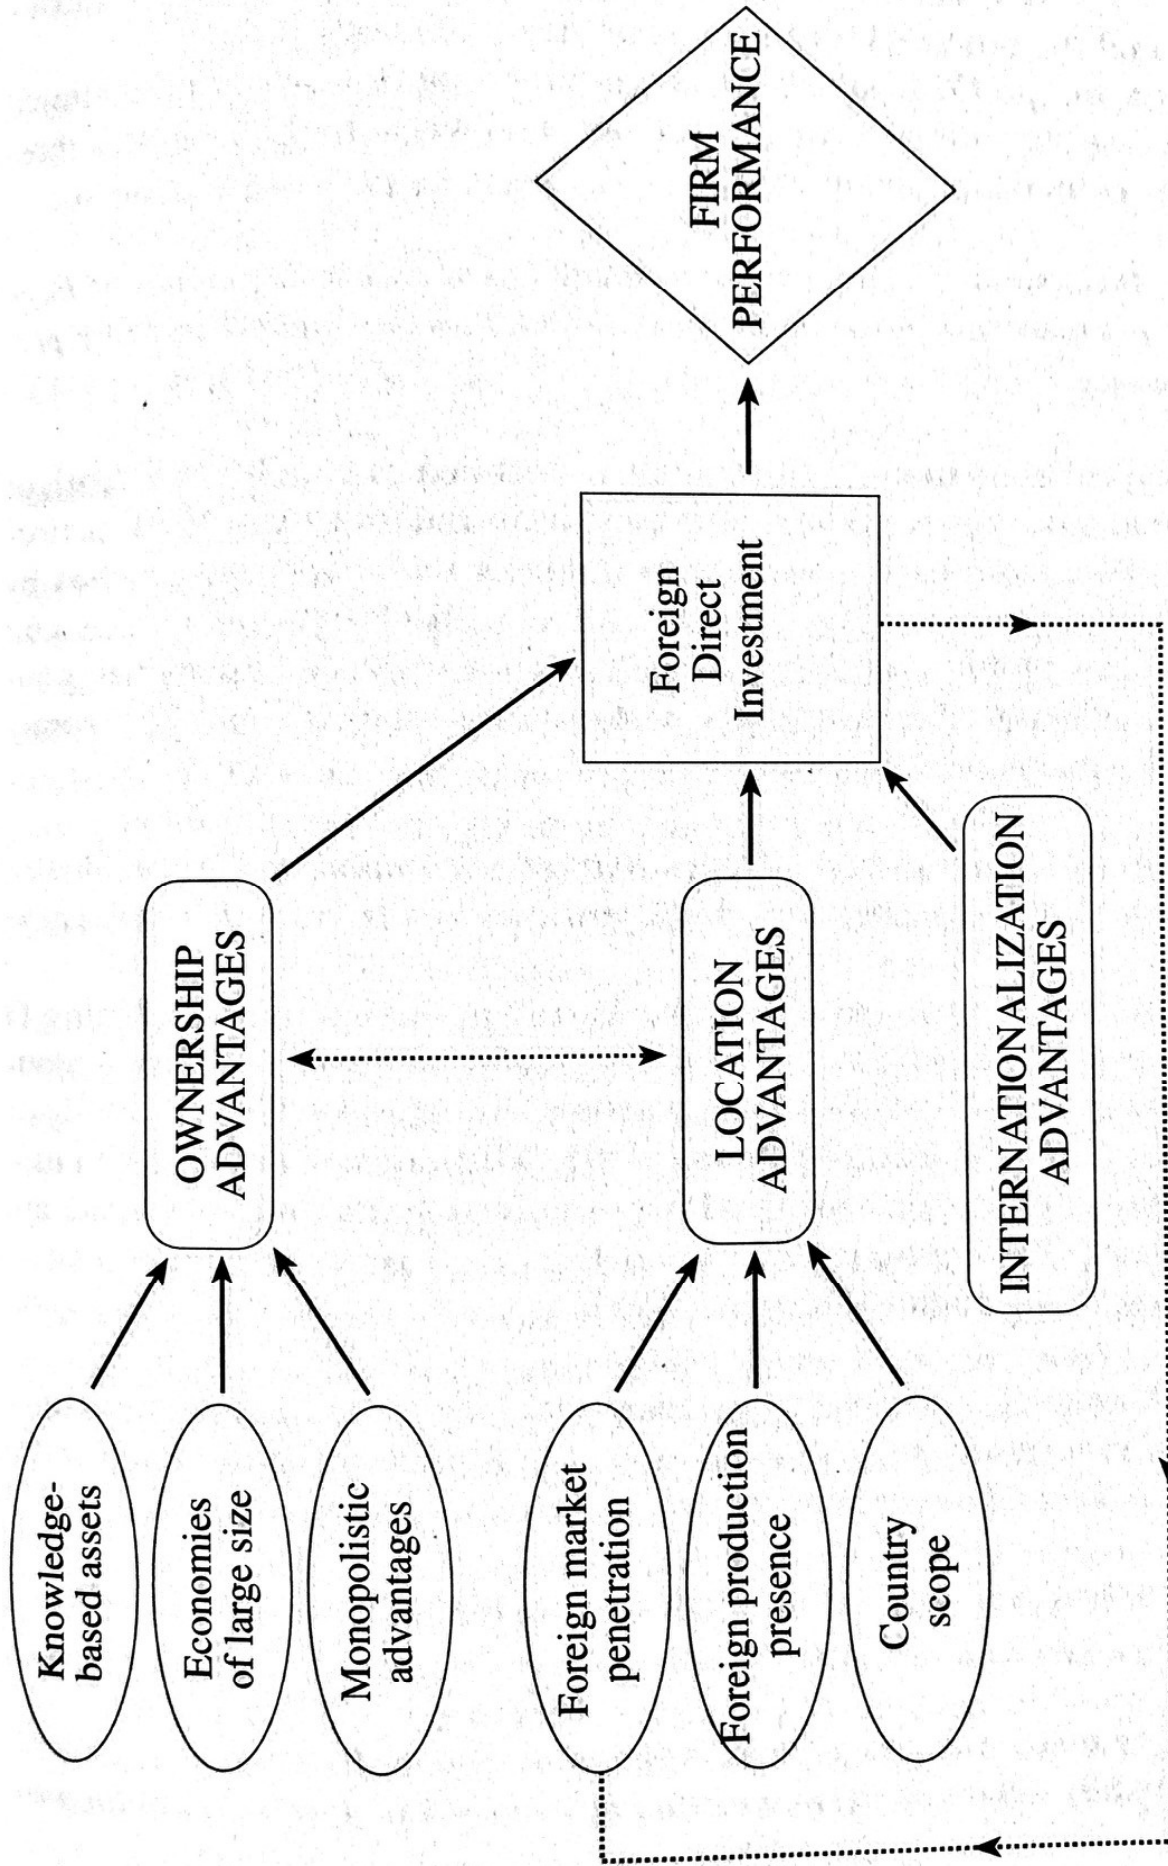 Knowledge-
based assets
Economies
of large size
Monopolistic
advantages
Foreign market
penetration
Foreign production
presence
Country
scope
OWNERSHIP
ADVANTAGES
LOCATION
ADVANTAGES
INTERNATIONALIZATION
ADVANTAGES
Foreign
Direct
Investment
FIRM
PERFORMANCE